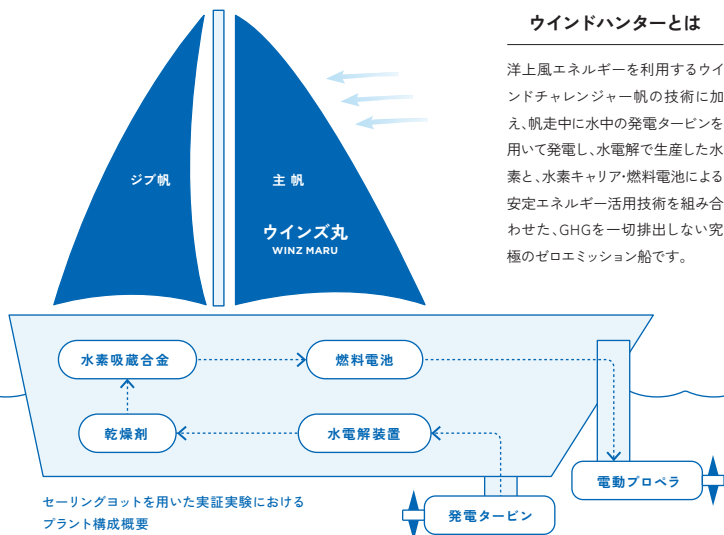 ウインドハンターとは
洋上風エネルギーを利用するウイ
ンドチャレンジャー帆の技術に加
え、帆走中に水中の発電タービンを
用いて発電し、水電解で生産した水
素と、水素キャリア・燃料電池による
安定エネルギー活用技術を組み合
わせた、GHGを一切排出しない究
極のゼロエミッション船です。
ジブ帆
主帆
ウインズ丸
WINZ MARU
水素吸蔵合金
燃料電池
乾燥剤
水電解装置
電動プロペラ
発電タービン
セーリングヨットを用いた実証実験における
プラント構成概要